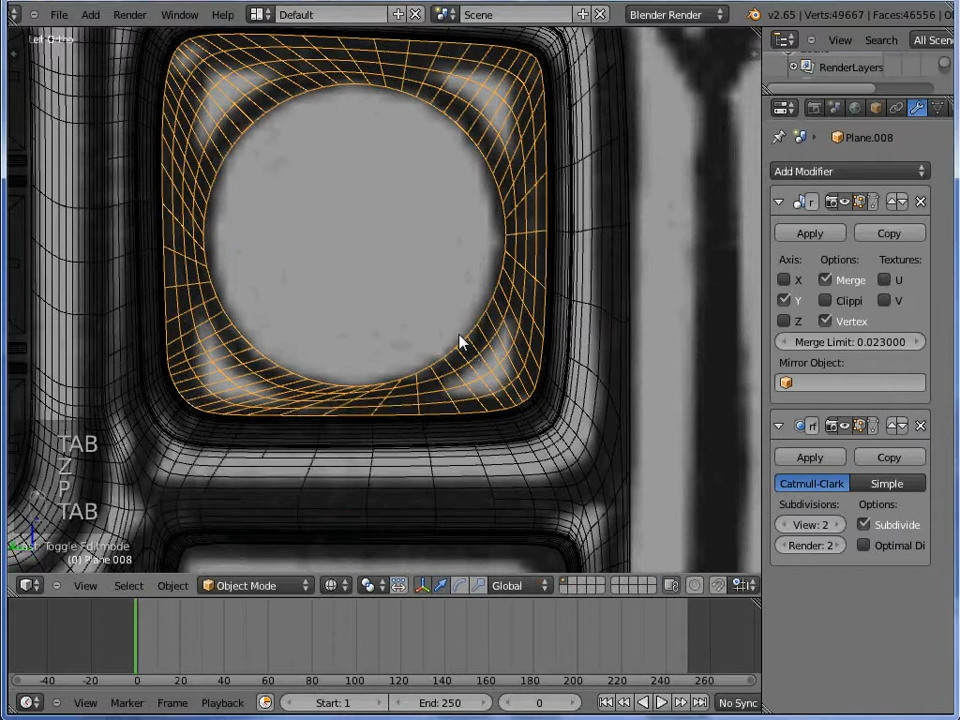 File Add Render Window Help Default Scene Blender Render v2.65 | Verts:49667 | Faces:46556 |
View Search All Scen
RenderLayers
Plane.008
Add Modifier
Apply Copy
Axis: Options: Textures:
X Merge U
Y Clippi V
Z Vertex
Merge Limit: 0.023000
Mirror Object:
Apply Copy
Catmull-Clark Simple
Subdivisions: Options:
View: 2 Subdivide
Render: 2 Optimal Di
TAB
Z
P
TAB
Toggle Editmode
(0) Plane.008
View Select Object Object Mode Global
-40 -20 0 20 40 60 80 100 120 140 160 180 200 220 240 260
View Marker Frame Playback Start: 1 End: 250 0 No Sync